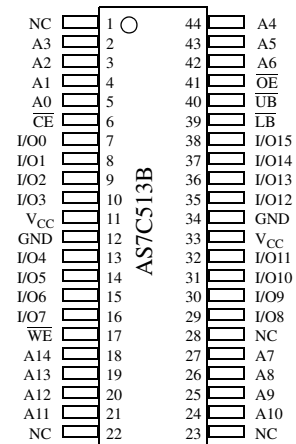 NC 1 44 A4
A3 2 43 A5
A2 3 42 A6
A1 4 41 OE
A0 5 40 UB
CE 6 39 LB
I/O0 7 38 I/O15
I/O1 8 37 I/O14
I/O2 9 36 I/O13
I/O3 10 35 I/O12
VCC 11 34 GND
GND 12 33 VCC
I/O4 13 32 I/O11
I/O5 14 31 I/O10
I/O6 15 30 I/O9
I/O7 16 29 I/O8
WE 17 28 NC
A14 18 27 A7
A13 19 26 A8
A12 20 25 A9
A11 21 24 A10
NC 22 23 NC
AS7C513B